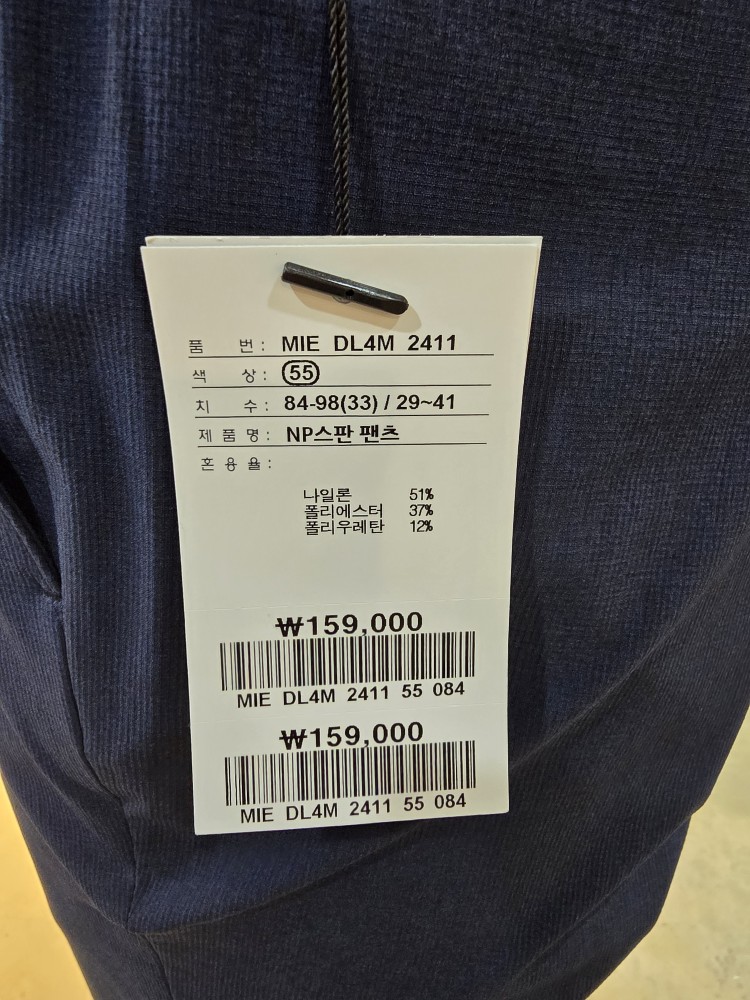 품 번 : MIE DL4M 2411
색 상 : 55
치 수 : 84-98(33) / 29~41
제 품 명 : NP스판 팬츠
혼 용 율 :
나일론 51%
폴리에스터 37%
폴리우레탄 12%
₩159,000
MIE DL4M 2411 55 084
₩159,000
MIE DL4M 2411 55 084